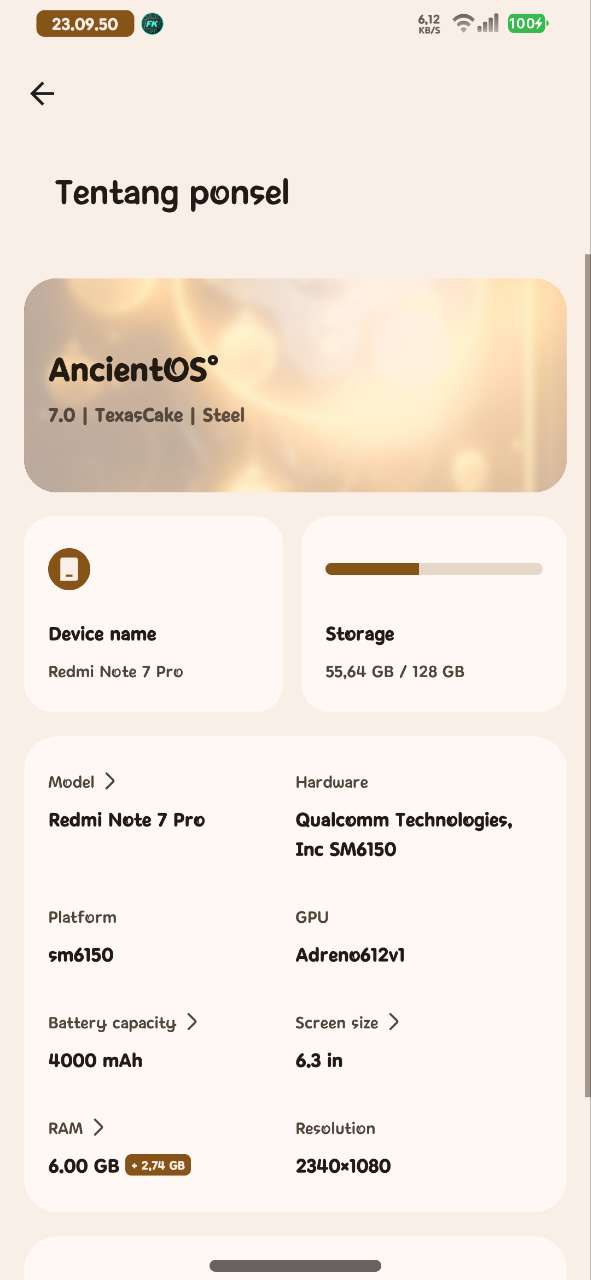 23.09.50 FK 6,12 KB/S 100
Tentang ponsel
AncientOS°
7.0 | TexasCake | Steel
Device name
Redmi Note 7 Pro
Storage
55,64 GB / 128 GB
Model
Redmi Note 7 Pro
Hardware
Qualcomm Technologies,
Inc SM6150
Platform
sm6150
GPU
Adreno612v1
Battery capacity
4000 mAh
Screen size
6.3 in
RAM
6.00 GB + 2,74 GB
Resolution
2340×1080